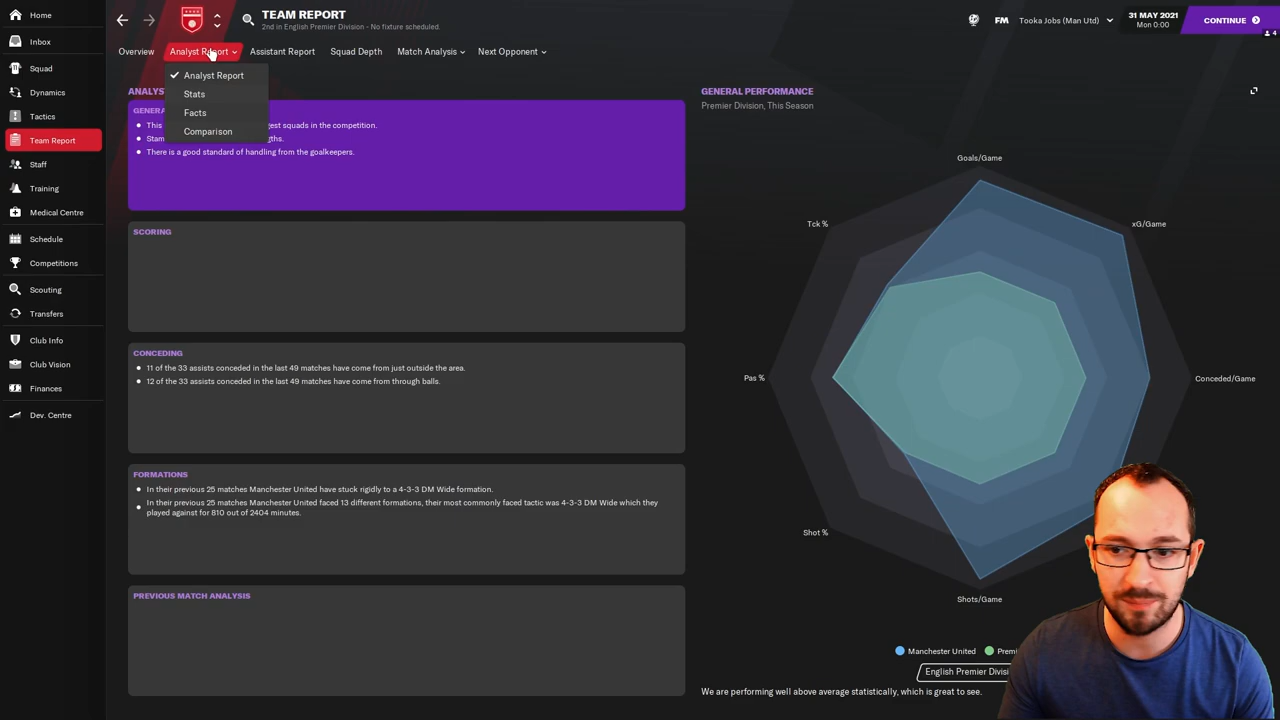 Home
Inbox
Squad
Dynamics
Tactics
Team Report
Staff
Training
Medical Centre
Schedule
Competitions
Scouting
Transfers
Club Info
Club Vision
Finances
Dev. Centre
TEAM REPORT
2nd in English Premier Division - No fixture scheduled.
FM
Tooka Jobs (Man Utd)
31 MAY 2021
Mon 0:00
CONTINUE
4
Overview
Analyst Report
Assistant Report
Squad Depth
Match Analysis
Next Opponent
Analyst Report
Stats
Facts
Comparison
This
squads in the competition.
There is a good standard of handling from the goalkeepers.
SCORING
CONCEDING
11 of the 33 assists conceded in the last 49 matches have come from just outside the area.
12 of the 33 assists conceded in the last 49 matches have come from through balls.
FORMATIONS
In their previous 25 matches Manchester United have stuck rigidly to a 4-3-3 DM Wide formation.
In their previous 25 matches Manchester United faced 13 different formations, their most commonly faced tactic was 4-3-3 DM Wide which they
played against for 810 out of 2404 minutes.
PREVIOUS MATCH ANALYSIS
GENERAL PERFORMANCE
Premier Division, This Season
Goals/Game
Tck %
xG/Game
Pas %
Conceded/Game
Shot %
Shots/Game
Manchester United
English Premier
We are performing well above average statistically, which is great to see.